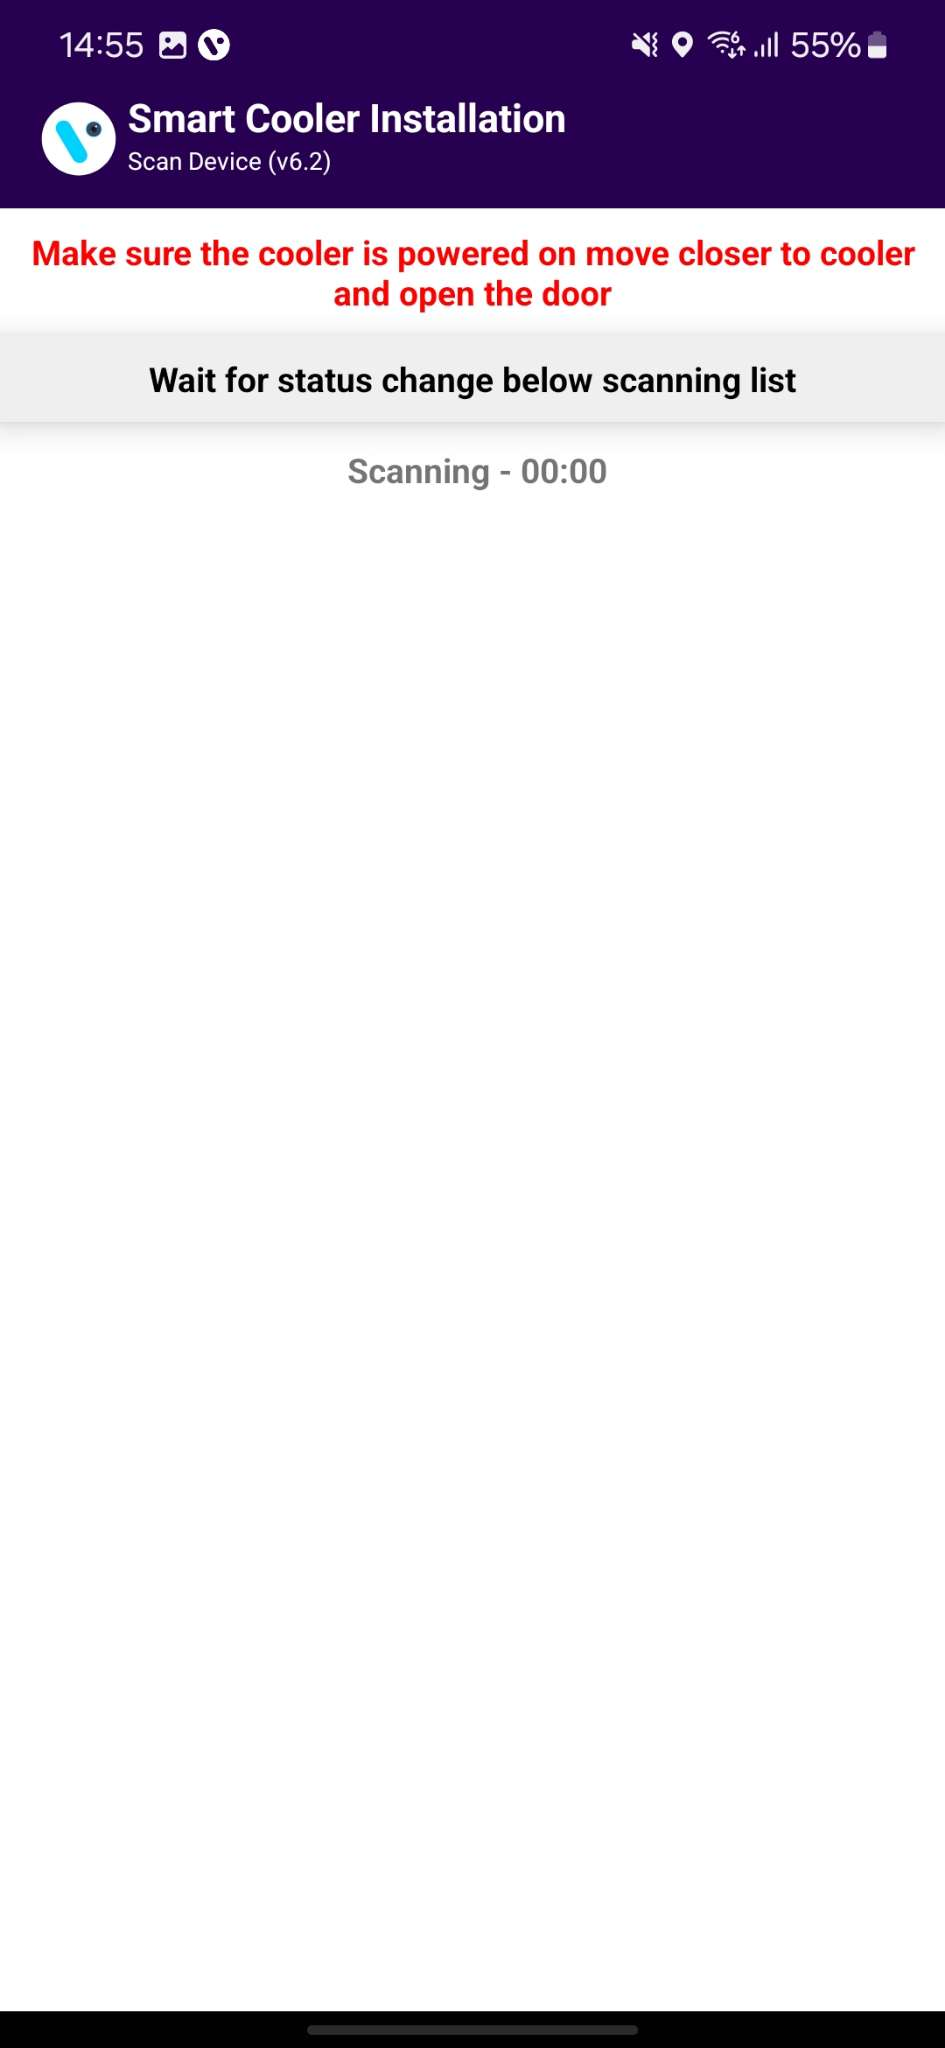 14:55
55%
Smart Cooler Installation
Scan Device (v6.2)
Make sure the cooler is powered on move closer to cooler
and open the door
Wait for status change below scanning list
Scanning - 00:00